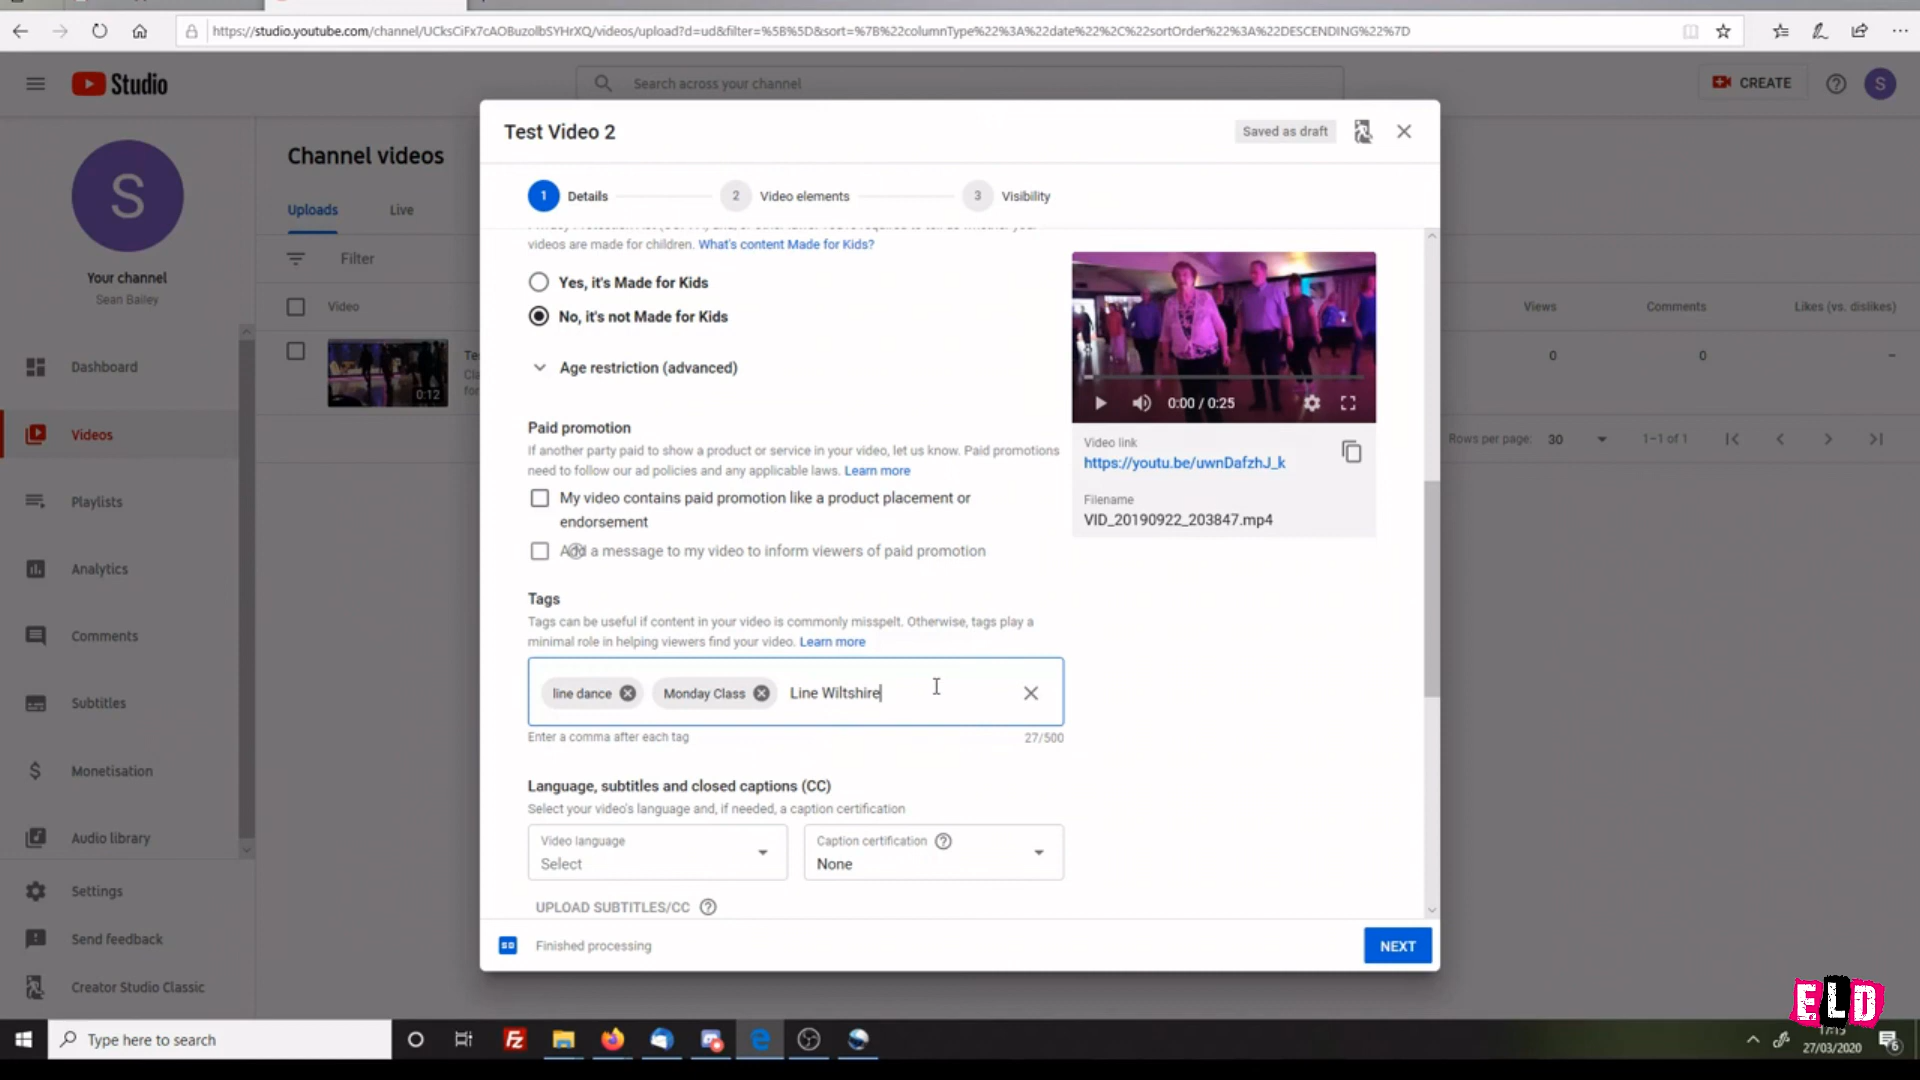 https://studio.youtube.com/channel/UCksCiFx7cAOBuzolbSYHrXQ/videos/upload?d=ud&filter=%5B%5D&sort=%7B%22columnType%22%3A%22date%22%2C%22sortOrder%22%3A%22DESCENDING%22%7D
Studio
Search across your channel
CREATE
S
Test Video 2
Saved as draft
S
Channel videos
1 Details
2 Video elements
3 Visibility
Uploads
Live
videos are made for children. What's content Made for Kids?
Filter
Your channel
Sean Bailey
Yes, it's Made for Kids
Video
Views
Comments
Likes (vs. dislikes)
No, it's not Made for Kids
Te
0
0
–
Dashboard
Age restriction (advanced)
Cla
for
0:12
0:00 / 0:25
Videos
Paid promotion
If another party paid to show a product or service in your video, let us know. Paid promotions
need to follow our ad policies and any applicable laws. Learn more
Video link
https://youtu.be/uwnDafzhJ_k
Rows per page: 30
1–1 of 1
Playlists
My video contains paid promotion like a product placement or
endorsement
Filename
VID_20190922_203847.mp4
Add a message to my video to inform viewers of paid promotion
Analytics
Tags
Tags can be useful if content in your video is commonly misspelt. Otherwise, tags play a
minimal role in helping viewers find your video. Learn more
Comments
line dance
Monday Class
Line Wiltshire
Subtitles
Enter a comma after each tag
27/500
Monetisation
Language, subtitles and closed captions (CC)
Select your video's language and, if needed, a caption certification
Audio library
Video language
Select
Caption certification
None
Settings
UPLOAD SUBTITLES/CC
Send feedback
SD
Finished processing
NEXT
Creator Studio Classic
ELD
Type here to search
27/03/2020
6